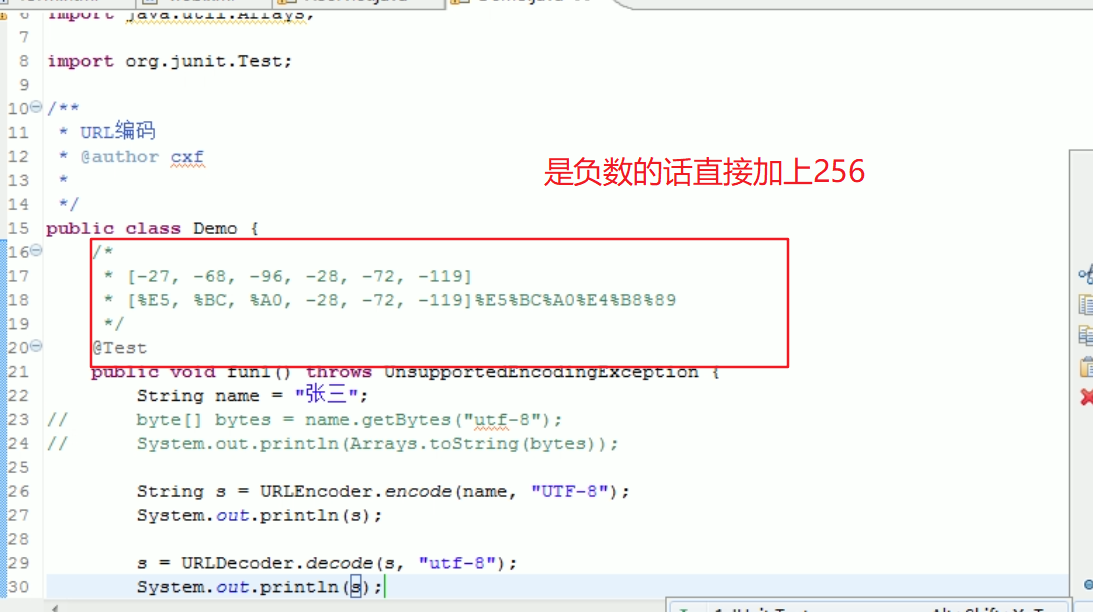 6 import java.util.Arrays;
7
8 import org.junit.Test;
9
10 /**
11 * URL编码
12 * @author cxf
13 *
14 */
是负数的话直接加上256
15 public class Demo {
16 /*
17 * [-27, -68, -96, -28, -72, -119]
18 * [%E5, %BC, %A0, -28, -72, -119]%E5%BC%A0%E4%B8%89
19 */
20 @Test
21 public void fun1() throws UnsupportedEncodingException {
22 String name = "张三";
23 // byte[] bytes = name.getBytes("utf-8");
24 // System.out.println(Arrays.toString(bytes));
25
26 String s = URLEncoder.encode(name, "UTF-8");
27 System.out.println(s);
28
29 s = URLDecoder.decode(s, "utf-8");
30 System.out.println(s);